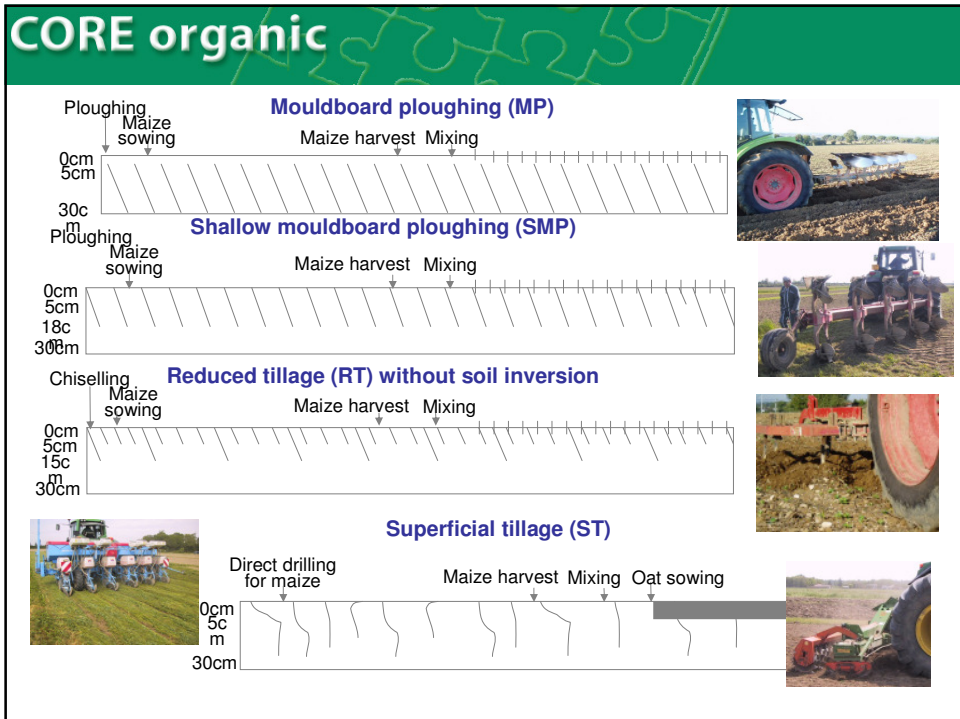 CORE organic
Mouldboard ploughing (MP)
Ploughing
Maize
sowing
Maize harvest
Mixing
0cm
5cm
30c
m
Shallow mouldboard ploughing (SMP)
Ploughing
Maize
sowing
Maize harvest
Mixing
0cm
5cm
18c
m
30cm
Reduced tillage (RT) without soil inversion
Chiselling
Maize
sowing
Maize harvest
Mixing
0cm
5cm
15c
m
30cm
Superficial tillage (ST)
Direct drilling
for maize
Maize harvest
Mixing
Oat sowing
0cm
5c
m
30cm